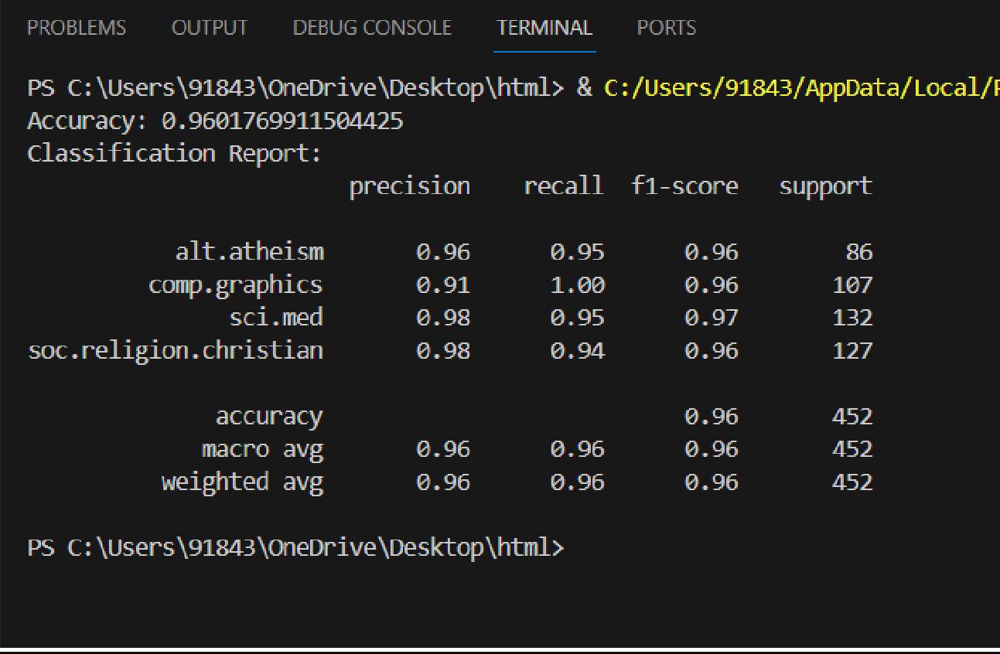 PROBLEMS OUTPUT DEBUG CONSOLE TERMINAL PORTS
PS C:\Users\91843\OneDrive\Desktop\html> & C:/Users/91843/AppData/Local/
Accuracy: 0.9601769911504425
Classification Report:
precision recall f1-score support
alt.atheism 0.96 0.95 0.96 86
comp.graphics 0.91 1.00 0.96 107
sci.med 0.98 0.95 0.97 132
soc.religion.christian 0.98 0.94 0.96 127
accuracy 0.96 452
macro avg 0.96 0.96 0.96 452
weighted avg 0.96 0.96 0.96 452
PS C:\Users\91843\OneDrive\Desktop\html>